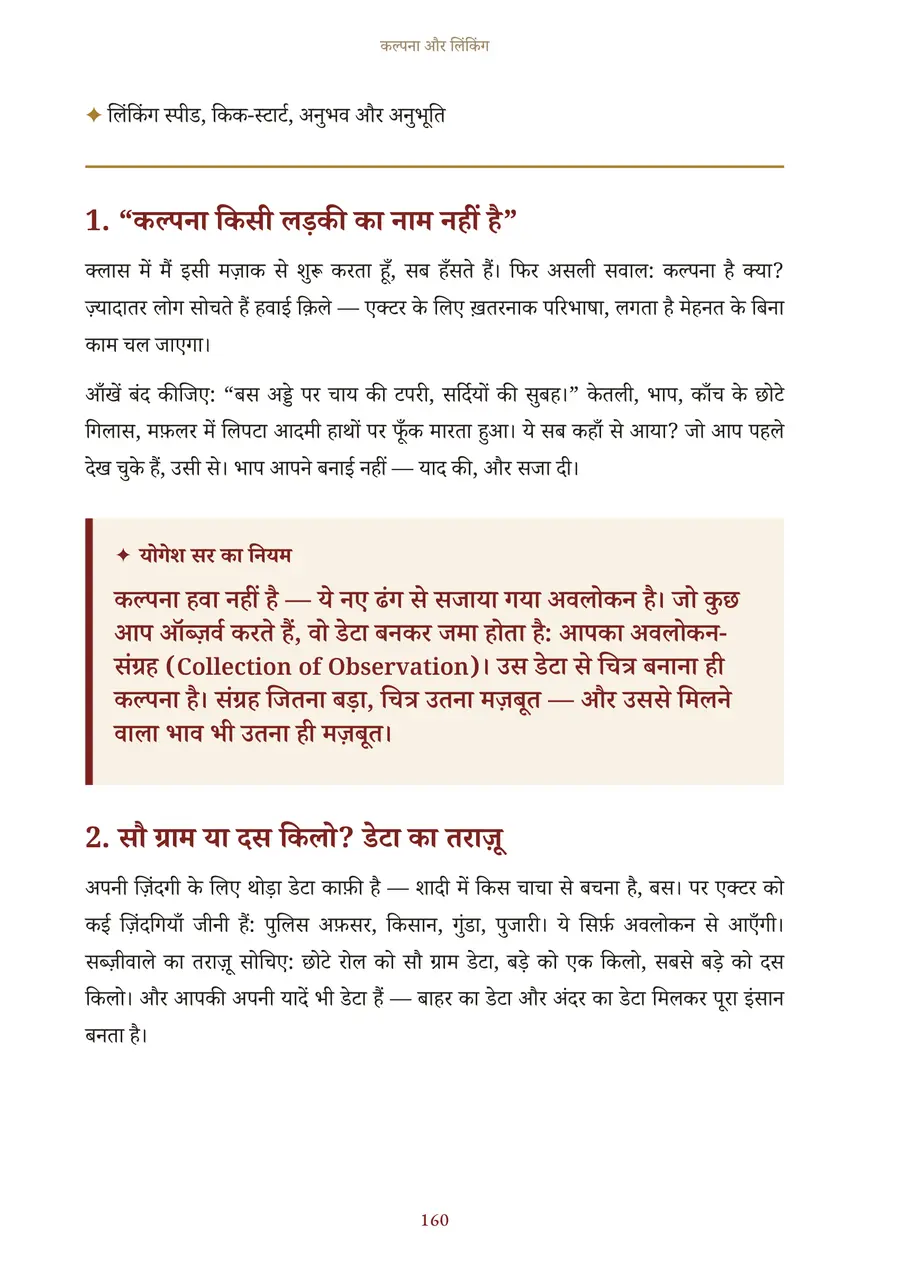 कल्पना और लिंकिंग
✦ लिंकिंग स्पीड, किक-स्टार्ट, अनुभव और अनुभूति
1. “कल्पना किसी लड़की का नाम नहीं है”
क्लास में मैं इसी मज़ाक से शुरू करता हूँ, सब हँसते हैं। फिर असली सवाल: कल्पना है क्या?
ज़्यादातर लोग सोचते हैं हवाई क़िले — एक्टर के लिए ख़तरनाक परिभाषा, लगता है मेहनत के बिना
काम चल जाएगा।
आँखें बंद कीजिए: “बस अड्डे पर चाय की टपरी, सर्दियों की सुबह।” केतली, भाप, काँच के छोटे
गिलास, मफ़लर में लिपटा आदमी हाथों पर फूँक मारता हुआ। ये सब कहाँ से आया? जो आप पहले
देख चुके हैं, उसी से। भाप आपने बनाई नहीं — याद की, और सजा दी।
✦ योगेश सर का नियम
कल्पना हवा नहीं है — ये नए ढंग से सजाया गया अवलोकन है। जो कुछ
आप ऑब्ज़र्व करते हैं, वो डेटा बनकर जमा होता है: आपका अवलोकन-
संग्रह (Collection of Observation)। उस डेटा से चित्र बनाना ही
कल्पना है। संग्रह जितना बड़ा, चित्र उतना मज़बूत — और उससे मिलने
वाला भाव भी उतना ही मज़बूत।
2. सौ ग्राम या दस किलो? डेटा का तराज़ू
अपनी ज़िंदगी के लिए थोड़ा डेटा काफ़ी है — शादी में किस चाचा से बचना है, बस। पर एक्टर को
कई ज़िंदगियाँ जीनी हैं: पुलिस अफ़सर, किसान, गुंडा, पुजारी। ये सिर्फ़ अवलोकन से आएँगी।
सब्ज़ीवाले का तराज़ू सोचिए: छोटे रोल को सौ ग्राम डेटा, बड़े को एक किलो, सबसे बड़े को दस
किलो। और आपकी अपनी यादें भी डेटा हैं — बाहर का डेटा और अंदर का डेटा मिलकर पूरा इंसान
बनता है।
160